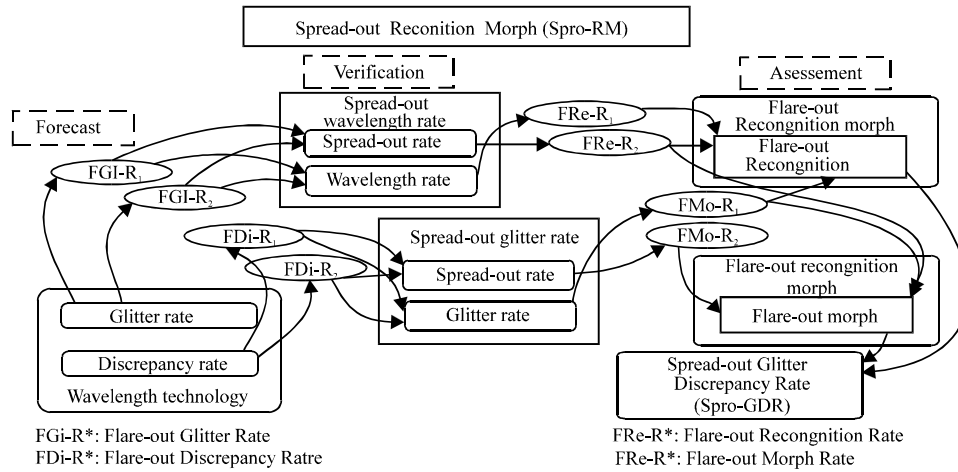 Spread-out Reconition Morph (Spro-RM)
Verification
Asessement
Forecast
Spread-out
wavelength rate
Spread-out rate
Wavelength rate
FRe-R1
FRe-R2
Flare-out
Recongnition morph
Flare-out
Recongnition
FGI-R1
FGI-R2
FDi-R1
FDi-R2
Spread-out glitter rate
Spread-out rate
Glitter rate
FMo-R1
FMo-R2
Flare-out recongnition
morph
Flare-out morph
Glitter rate
Discrepancy rate
Wavelength technology
Spread-out Glitter
Discrepancy Rate
(Spro-GDR)
FGi-R*: Flare-out Glitter Rate
FDi-R*: Flare-out Discrepancy Ratre
FRe-R*: Flare-out Recongnition Rate
FRe-R*: Flare-out Morph Rate